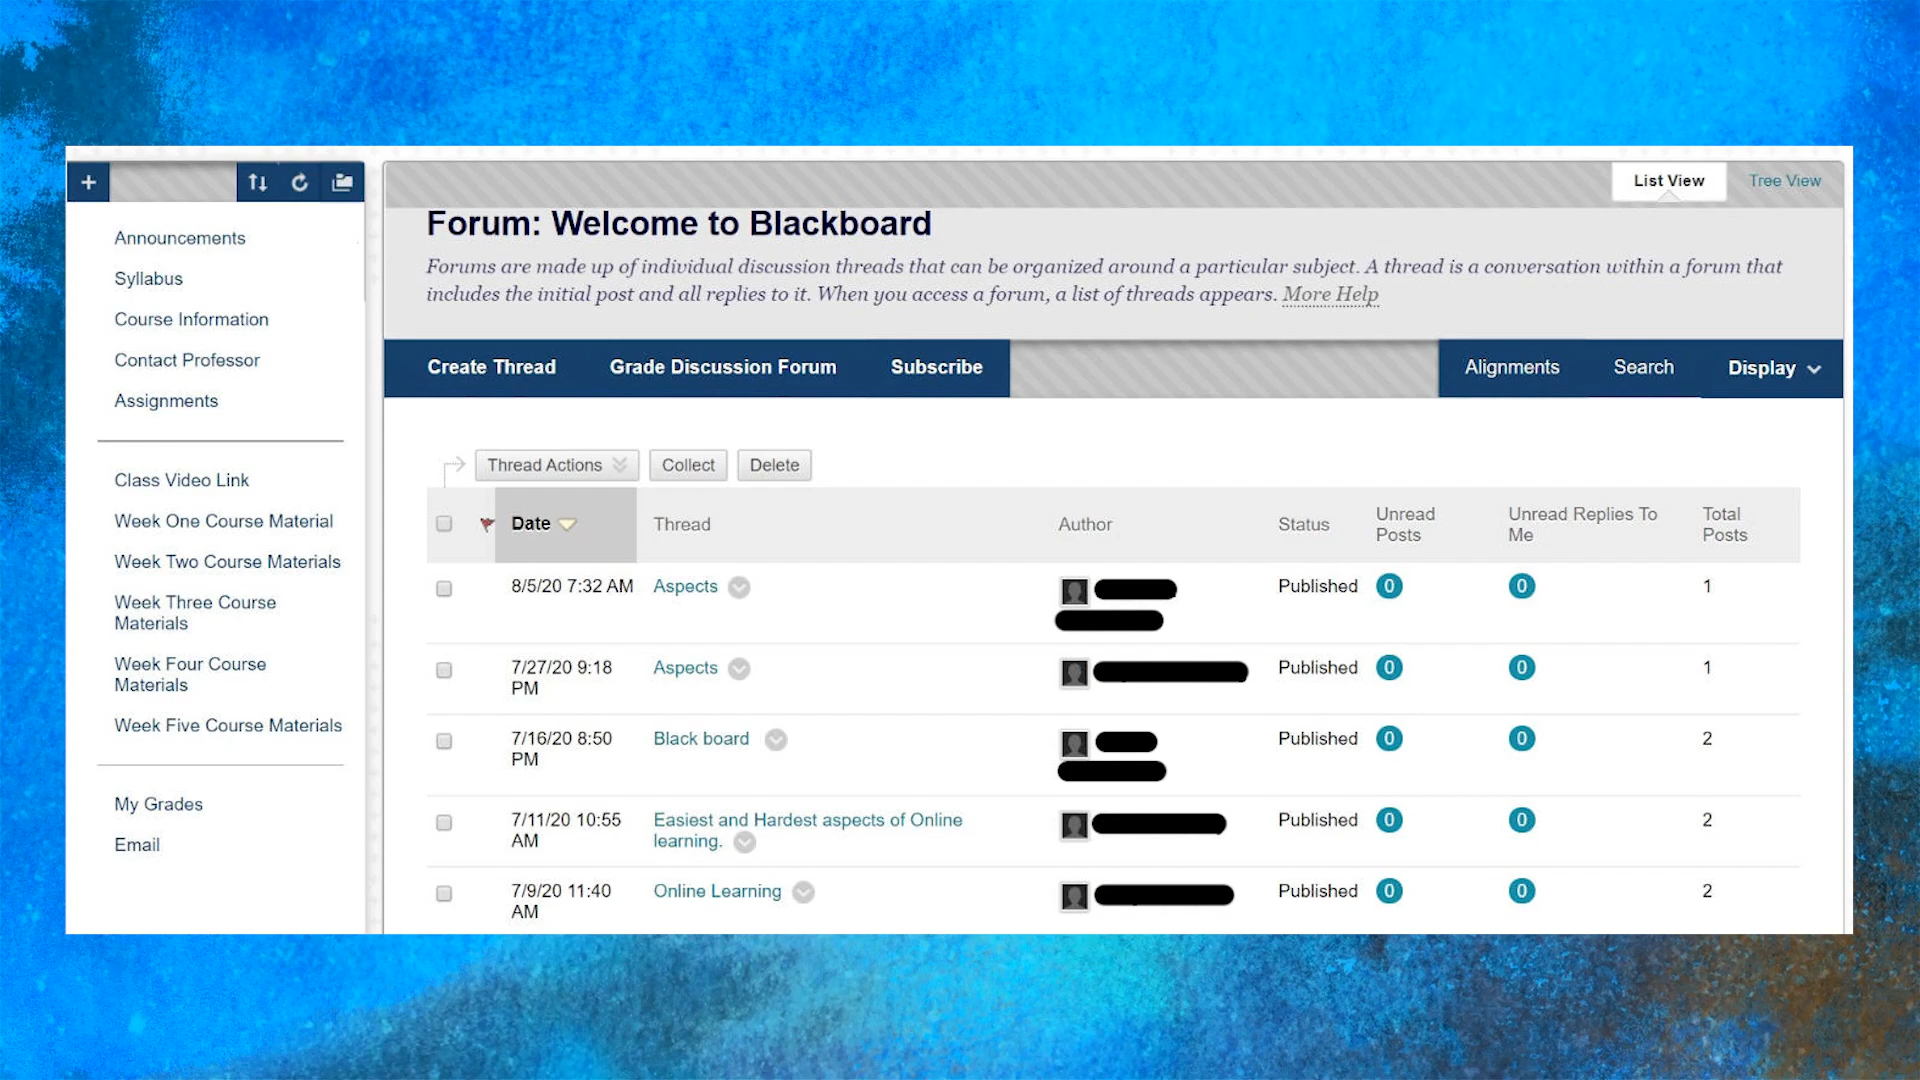 +
Announcements
Syllabus
Course Information
Contact Professor
Assignments
Class Video Link
Week One Course Material
Week Two Course Materials
Week Three Course
Materials
Week Four Course
Materials
Week Five Course Materials
My Grades
Email
List View Tree View
Forum: Welcome to Blackboard
Forums are made up of individual discussion threads that can be organized around a particular subject. A thread is a conversation within a forum that
includes the initial post and all replies to it. When you access a forum, a list of threads appears. More Help
Create Thread Grade Discussion Forum Subscribe Alignments Search Display
Thread Actions Collect Delete
Date Thread Author Status Unread Posts Unread Replies To Me Total Posts
8/5/20 7:32 AM Aspects Published 0 0 1
7/27/20 9:18 Aspects Published 0 0 1
PM
7/16/20 8:50 Black board Published 0 0 2
PM
7/11/20 10:55 Easiest and Hardest aspects of Online Published 0 0 2
AM learning.
7/9/20 11:40 Online Learning Published 0 0 2
AM